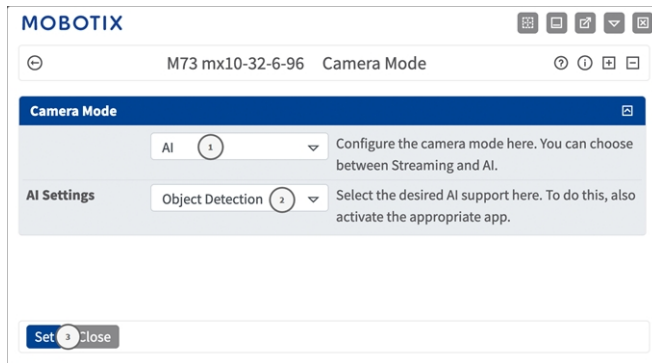 MOBOTIX
M73 mx10-32-6-96 Camera Mode
Camera Mode
AI 1 Configure the camera mode here. You can choose
between Streaming and AI.
AI Settings Object Detection 2 Select the desired AI support here. To do this, also
activate the appropriate app.
Set 3 Close